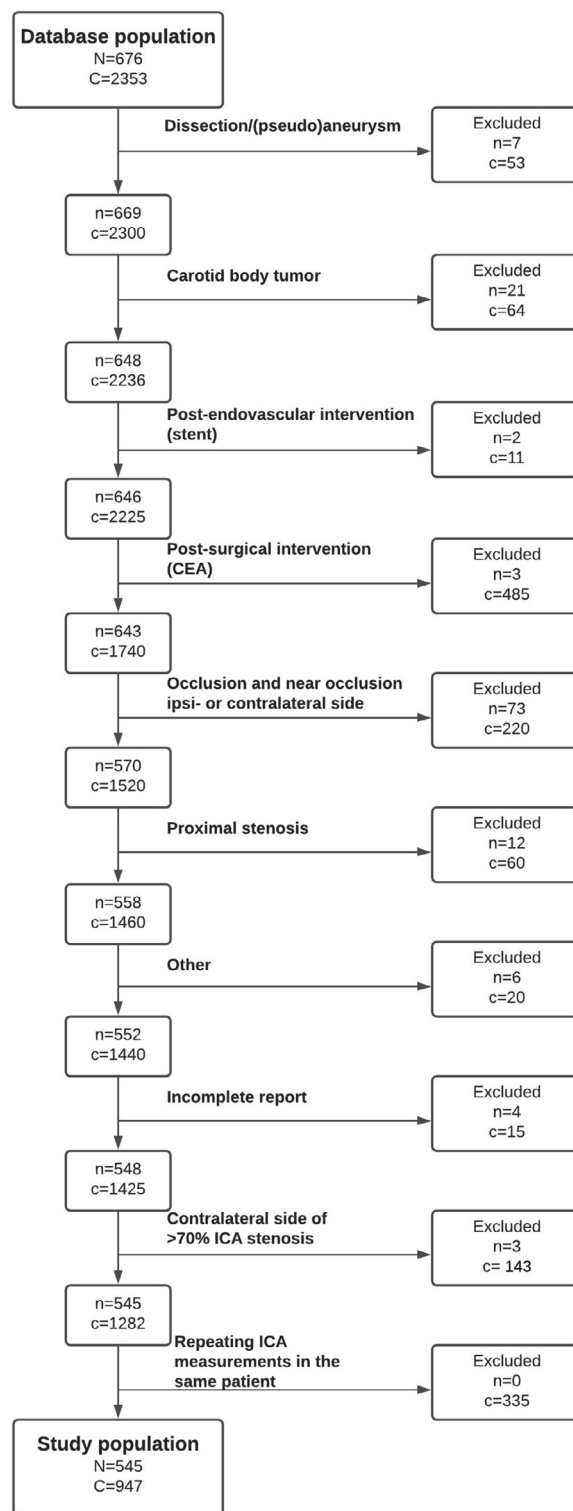 Database population
N=676
C=2353
Dissection/(pseudo)aneurysm
Excluded
n=7
c=53
n=669
c=2300
Carotid body tumor
Excluded
n=21
c=64
n=648
c=2236
Post-endovascular intervention
(stent)
Excluded
n=2
c=11
n=646
c=2225
Post-surgical intervention
(CEA)
Excluded
n=3
c=485
n=643
c=1740
Occlusion and near occlusion
ipsi- or contralateral side
Excluded
n=73
c=220
n=570
c=1520
Proximal stenosis
Excluded
n=12
c=60
n=558
c=1460
Other
Excluded
n=6
c=20
n=552
c=1440
Incomplete report
Excluded
n=4
c=15
n=548
c=1425
Contralateral side of
>70% ICA stenosis
Excluded
n=3
c= 143
n=545
c=1282
Repeating ICA
measurements in the
same patient
Excluded
n=0
c=335
Study population
N=545
C=947